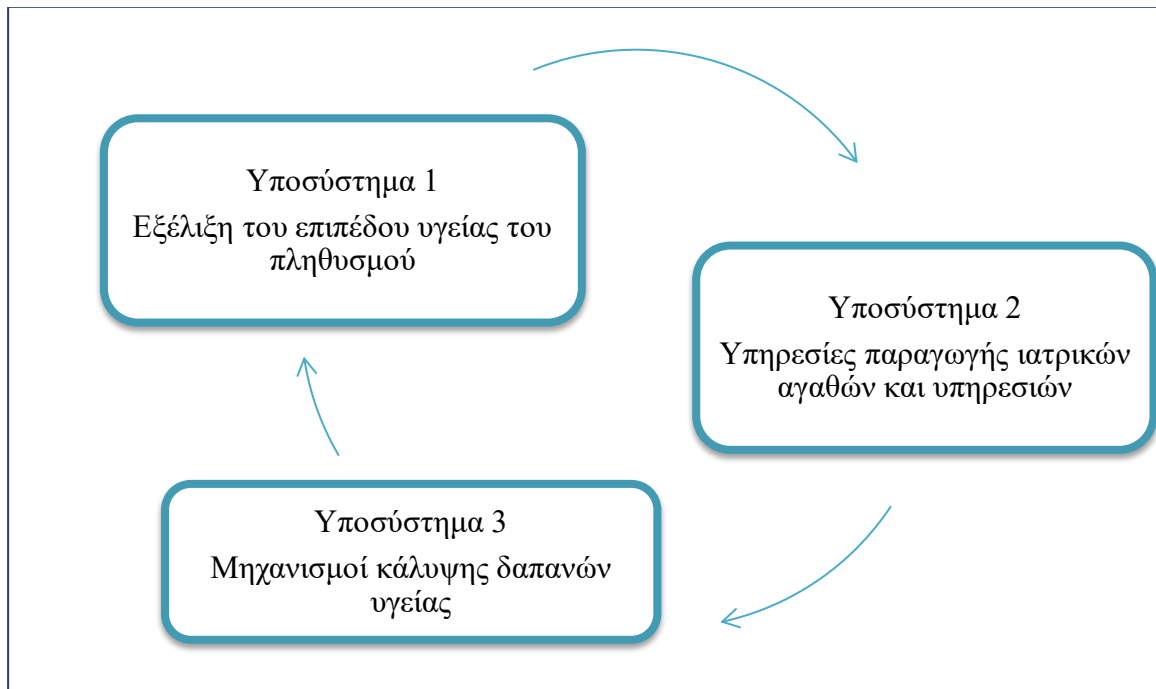 Υποσύστημα 1
Εξέλιξη του επιπέδου υγείας του
πληθυσμού
Υποσύστημα 2
Υπηρεσίες παραγωγής ιατρικών
αγαθών και υπηρεσιών
Υποσύστημα 3
Μηχανισμοί κάλυψης δαπανών
υγείας